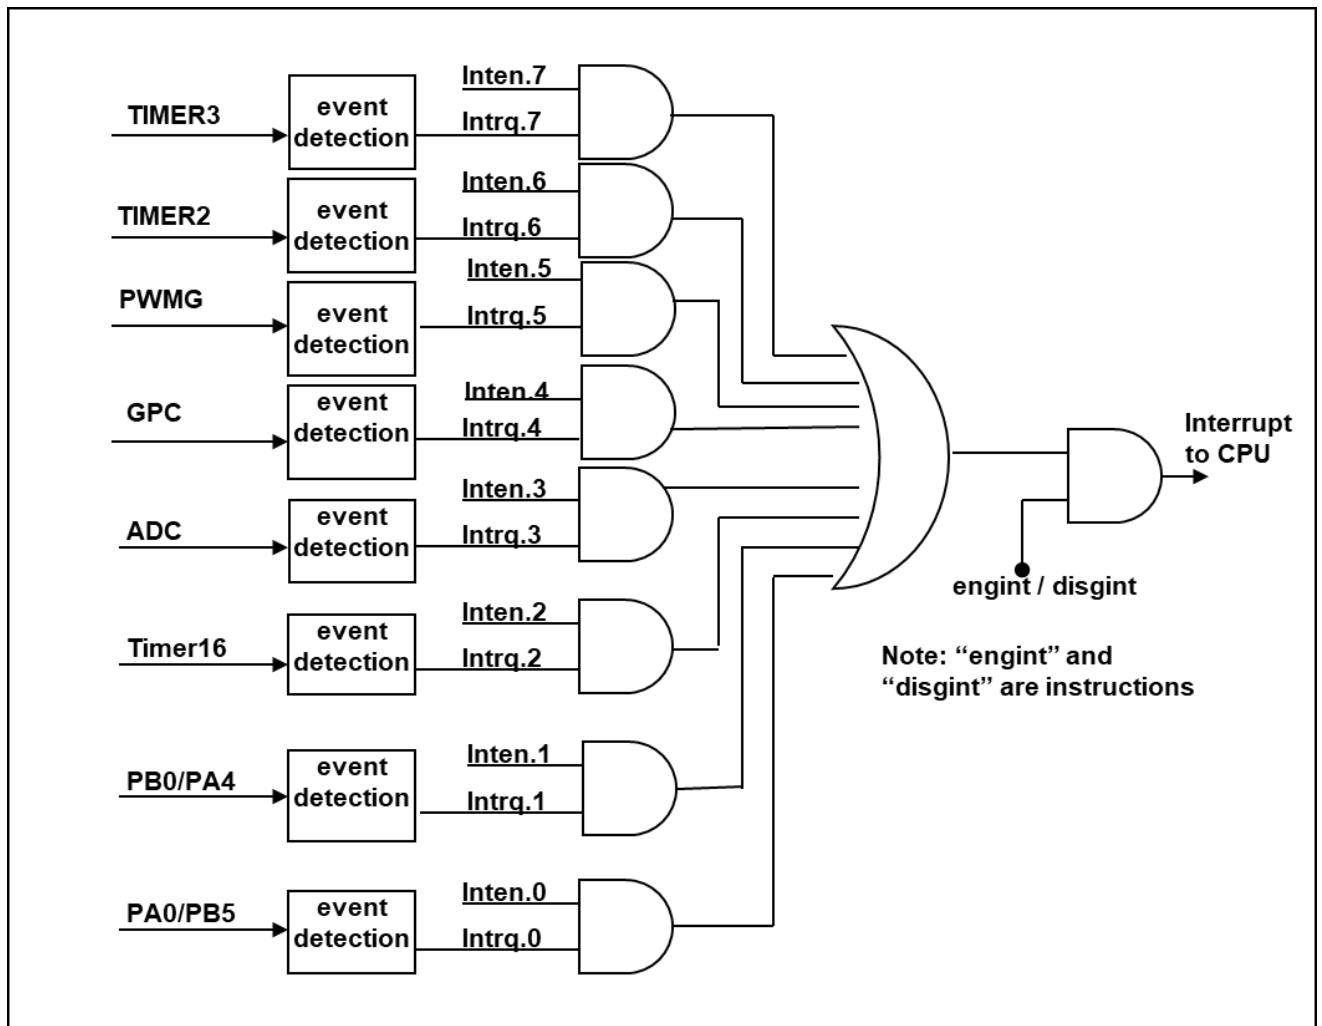 TIMER3
event
detection
Inten.7
Intrq.7
TIMER2
event
detection
Inten.6
Intrq.6
PWMG
event
detection
Inten.5
Intrq.5
GPC
event
detection
Inten.4
Intrq.4
ADC
event
detection
Inten.3
Intrq.3
Timer16
event
detection
Inten.2
Intrq.2
PB0/PA4
event
detection
Inten.1
Intrq.1
PA0/PB5
event
detection
Inten.0
Intrq.0
Interrupt
to CPU
engint / disgint
Note: “engint” and
“disgint” are instructions